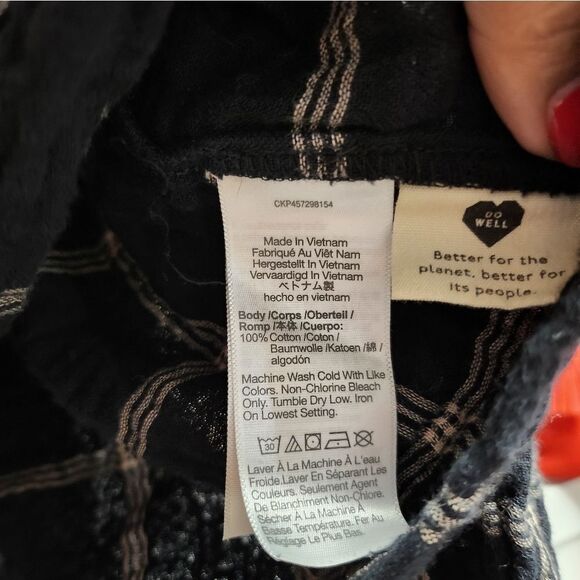 CKP457298154
Made In Vietnam
Fabriqué Au Viêt Nam
Hergestellt In Vietnam
Vervaardigd In Vietnam
ベトナム製
hecho en vietnam
Body /Corps /Oberteil /
Romp /本体 /Cuerpo:
100% Cotton /Coton /
Baumwolle /Katoen /綿 /
algodón
Machine Wash Cold With Like
Colors. Non-Chlorine Bleach
Only. Tumble Dry Low. Iron
On Lowest Setting.
30
Laver À La Machine À L'eau
Froide.Laver En Séparant Les
Couleurs. Seulement Agent
De Blanchiment Non-Chlore.
Sécher À La Machine À
Basse Température. Fer Au
Réglage Le Plus Bas.
DO
WELL
Better for the
planet, better for
its people.